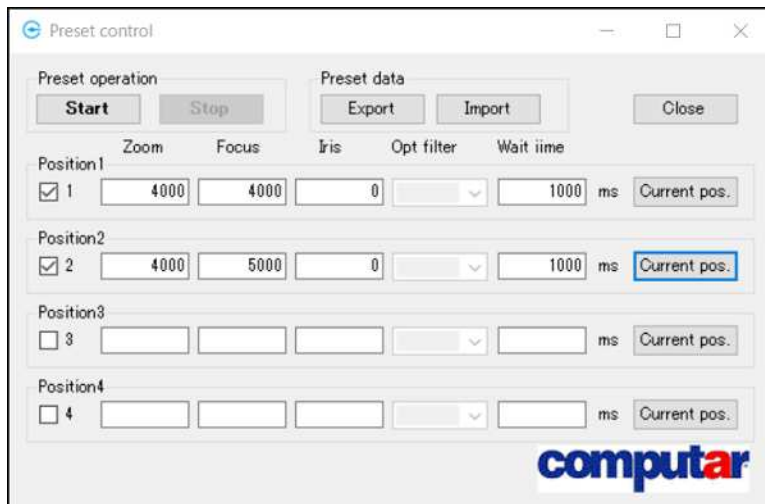 Preset control
Preset operation Preset data
Start Stop Export Import Close
Zoom Focus Iris Opt filter Wait iime
Position1
1 4000 4000 0 1000 ms Current pos.
Position2
2 4000 5000 0 1000 ms Current pos.
Position3
3 ms Current pos.
Position4
4 ms Current pos.
computar